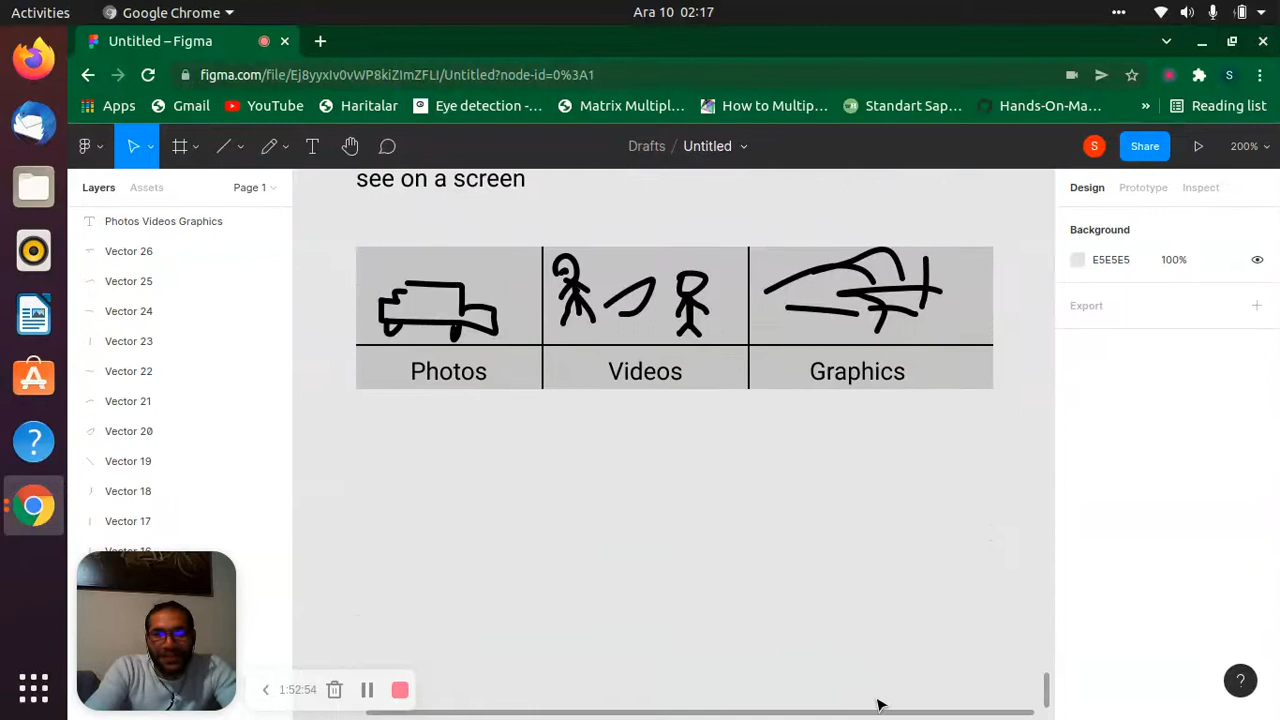 Activities
Google Chrome
Ara 10 02:17
Untitled – Figma
figma.com/file/Ej8yyxIv0vWP8kiZImZFLI/Untitled?node-id=0%3A1
S
Apps
Gmail
YouTube
Haritalar
Eye detection -...
Matrix Multipl...
How to Multip...
Standart Sap...
Hands-On-Ma...
»
Reading list
Drafts
Untitled
S
Share
200%
Layers
Assets
Page 1
Design
Prototype
Inspect
see on a screen
Photos Videos Graphics
Background
E5E5E5
100%
Vector 26
Vector 25
Export
Vector 24
Vector 23
Vector 22
Photos
Videos
Graphics
Vector 21
Vector 20
Vector 19
Vector 18
Vector 17
Vector 16
1:52:54
?